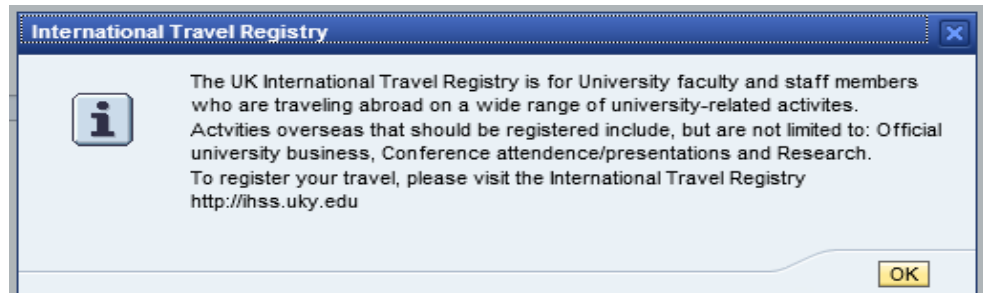 International Travel Registry
The UK International Travel Registry is for University faculty and staff members
who are traveling abroad on a wide range of university-related activites.
Actvities overseas that should be registered include, but are not limited to: Official
university business, Conference attendence/presentations and Research.
To register your travel, please visit the International Travel Registry
http://ihss.uky.edu
OK